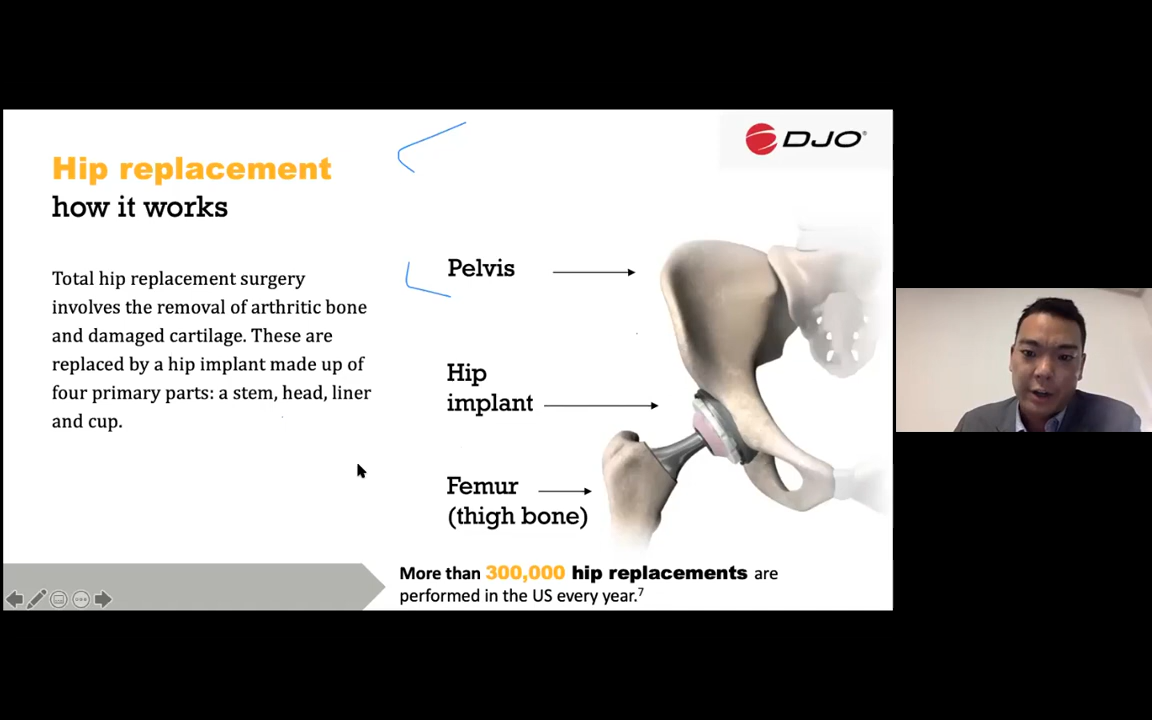 Hip replacement
how it works
Total hip replacement surgery
involves the removal of arthritic bone
and damaged cartilage. These are
replaced by a hip implant made up of
four primary parts: a stem, head, liner
and cup.
DJO®
Pelvis
Hip
implant
Femur
(thigh bone)
More than 300,000 hip replacements are
performed in the US every year.7